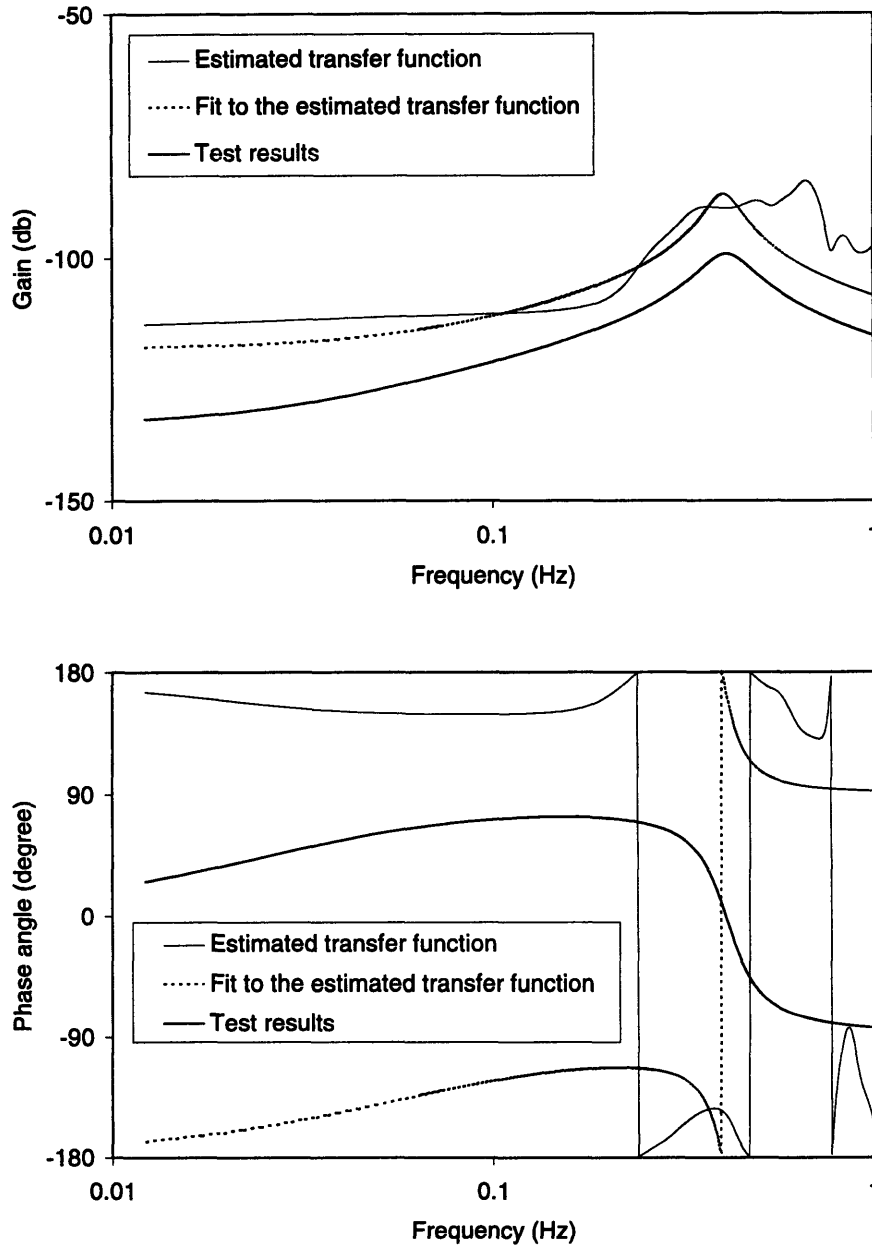 -50
Estimated transfer function
Fit to the estimated transfer function
Test results
Gain (db)
-100
-150
0.01
0.1
1
Frequency (Hz)
180
90
0
-90
-180
Phase angle (degree)
Estimated transfer function
Fit to the estimated transfer function
Test results
0.01
0.1
1
Frequency (Hz)